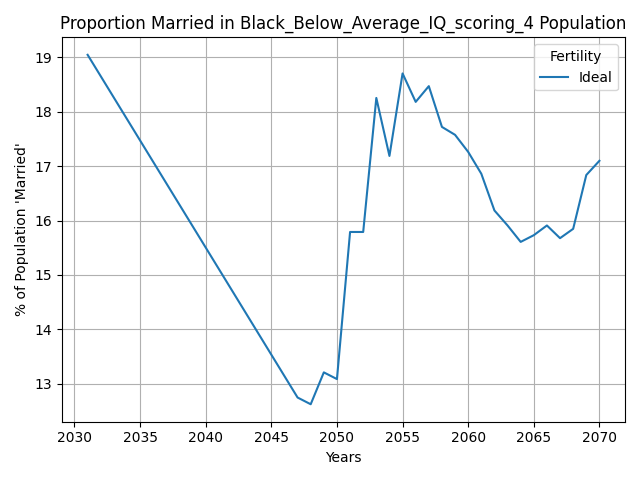 Proportion Married in Black_Below_Average_IQ_scoring_4 Population
Fertility
Ideal
% of Population 'Married'
19
18
17
16
15
14
13
2030 2035 2040 2045 2050 2055 2060 2065 2070
Years